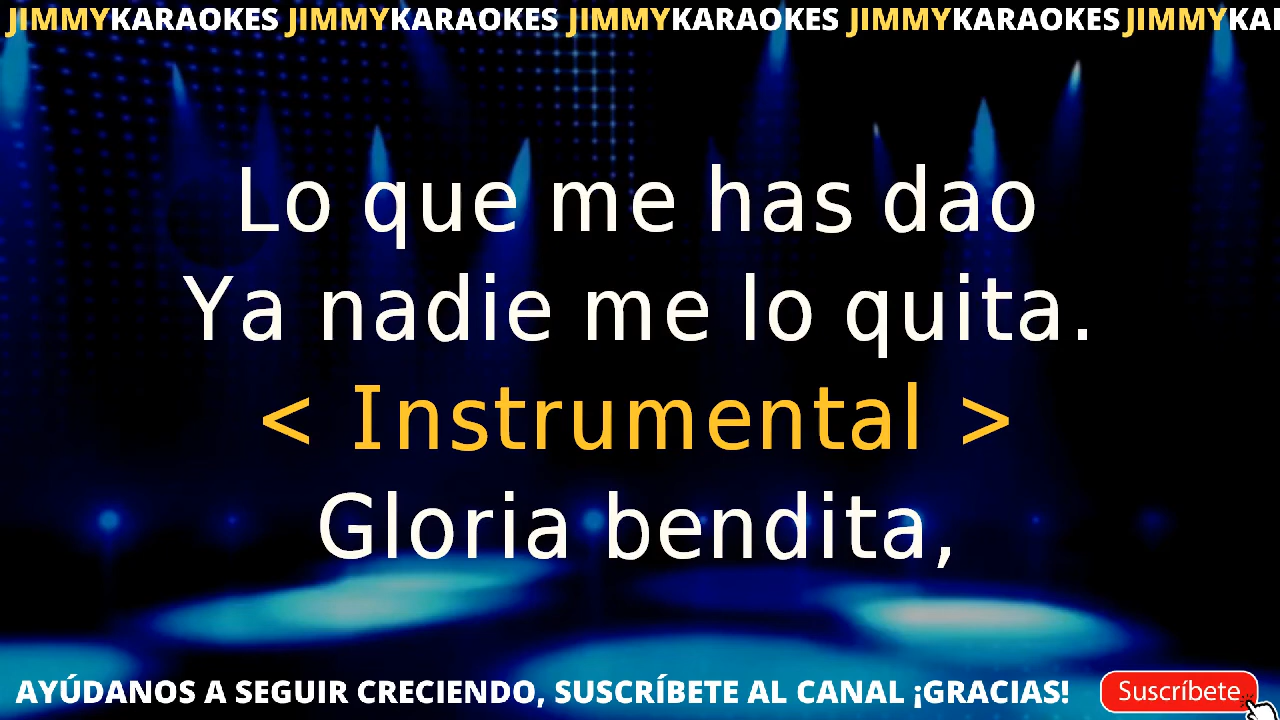 JIMMYKARAOKES JIMMYKARAOKES JIMMYKARAOKES JIMMYKARAOKES JIMMYKAI
Lo que me has dao
Ya nadie me lo quita.
< Instrumental >
Gloria bendita,
AYÚDANOS A SEGUIR CRECIENDO, SUSCRÍBETE AL CANAL ¡GRACIAS! Suscríbete